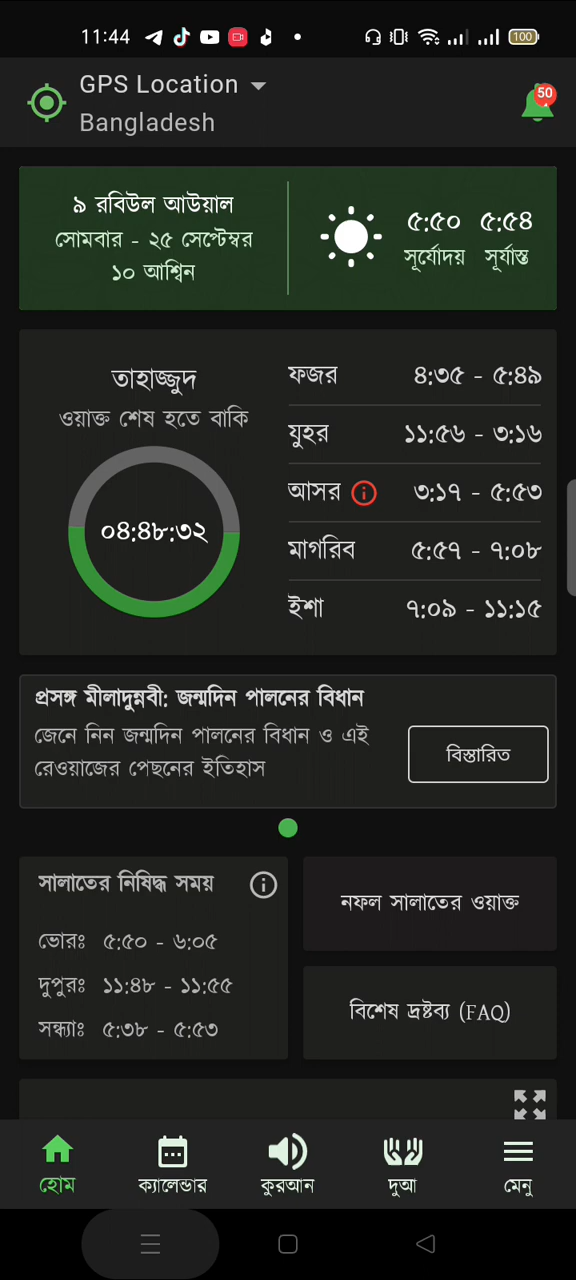 11:44
100
GPS Location
Bangladesh
50
৯ রবিউল আউয়াল
সোমবার - ২৫ সেপ্টেম্বর
১০ আশ্বিন
৫:৫০ ৫:৫৪
সূর্যোদয় সূর্যাস্ত
তাহাজ্জুদ
ওয়াক্ত শেষ হতে বাকি
০৪:৪৮:৩২
ফজর ৪:৩৫ - ৫:৪৯
যুহর ১১:৫৬ - ৩:১৬
আসর ৩:১৭ - ৫:৫৩
মাগরিব ৫:৫৭ - ৭:০৮
ইশা ৭:০৯ - ১১:১৫
প্রসঙ্গ মীলাদুন্নবী: জন্মদিন পালনের বিধান
জেনে নিন জন্মদিন পালনের বিধান ও এই
রেওয়াজের পেছনের ইতিহাস
বিস্তারিত
সালাতের নিষিদ্ধ সময়
ভোরঃ ৫:৫০ - ৬:০৫
দুপুরঃ ১১:৪৮ - ১১:৫৫
সন্ধ্যাঃ ৫:৩৮ - ৫:৫৩
নফল সালাতের ওয়াক্ত
বিশেষ দ্রষ্টব্য (FAQ)
হোম ক্যালেন্ডার কুরআন দুআ মেনু